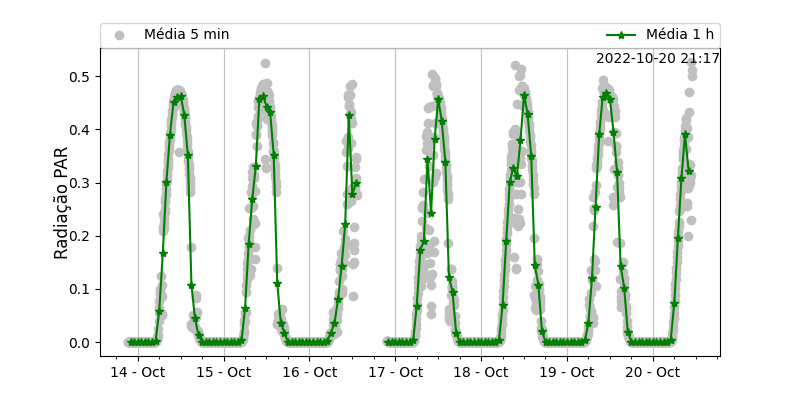 Média 5 min
Média 1 h
2022-10-20 21:17
Radiação PAR
0.5
0.4
0.3
0.2
0.1
0.0
14 - Oct
15 - Oct
16 - Oct
17 - Oct
18 - Oct
19 - Oct
20 - Oct